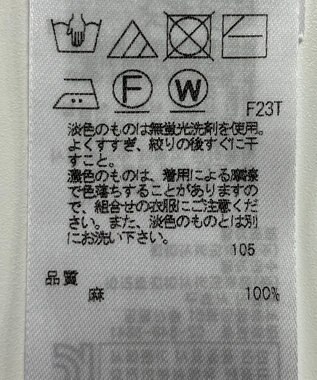 F W
F23T
淡色のものは無蛍光洗剤を使用。
よくすすぎ、絞りの後すぐに干
すこと。
濃色のものは、着用による摩擦
で色落ちすることがありますの
で、組合せの衣服にご注意くださ
い。また、淡色のものとは別
にお洗い下さい。
105
品質
麻 100%